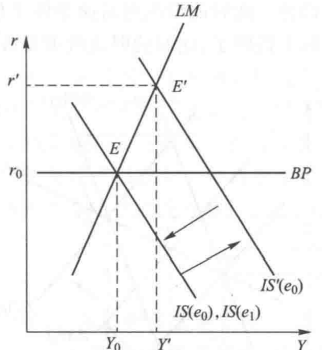 r
LM
r'
E'
E
r₀
BP
IS'(e₀)
IS(e₀), IS(e₁)
Y₀
Y'
Y